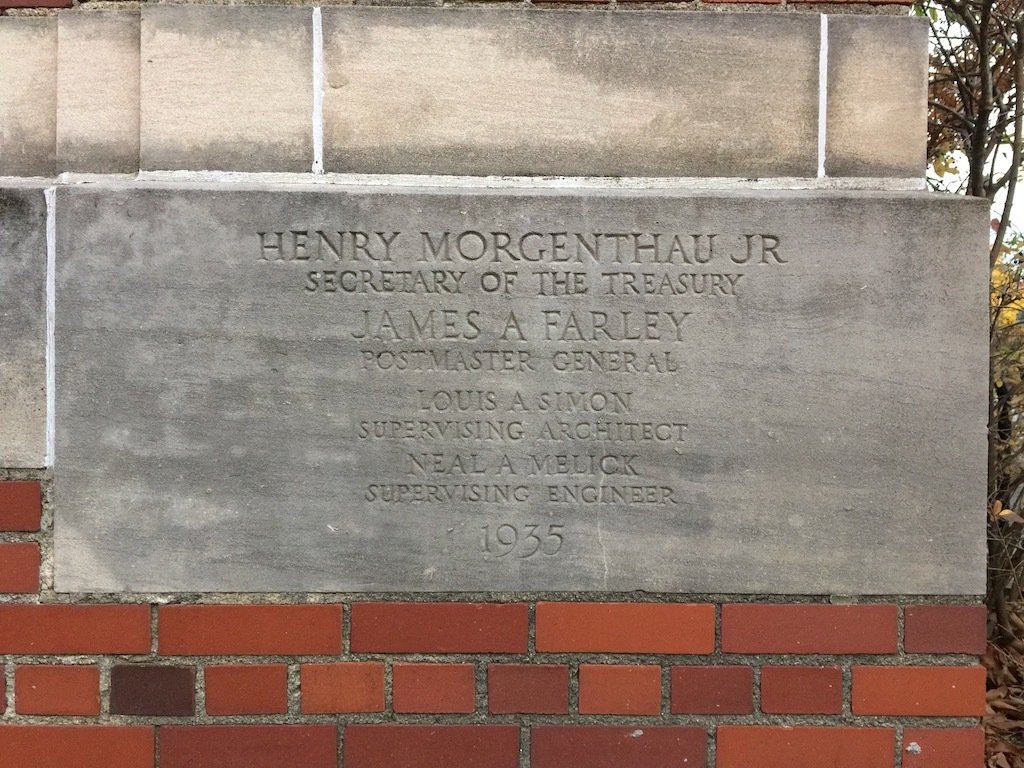 HENRY MORGENTHAU JR
SECRETARY OF THE TREASURY
JAMES A FARLEY
POSTMASTER GENERAL
LOUIS A SIMON
SUPERVISING ARCHITECT
NEAL A MELICK
SUPERVISING ENGINEER
1935